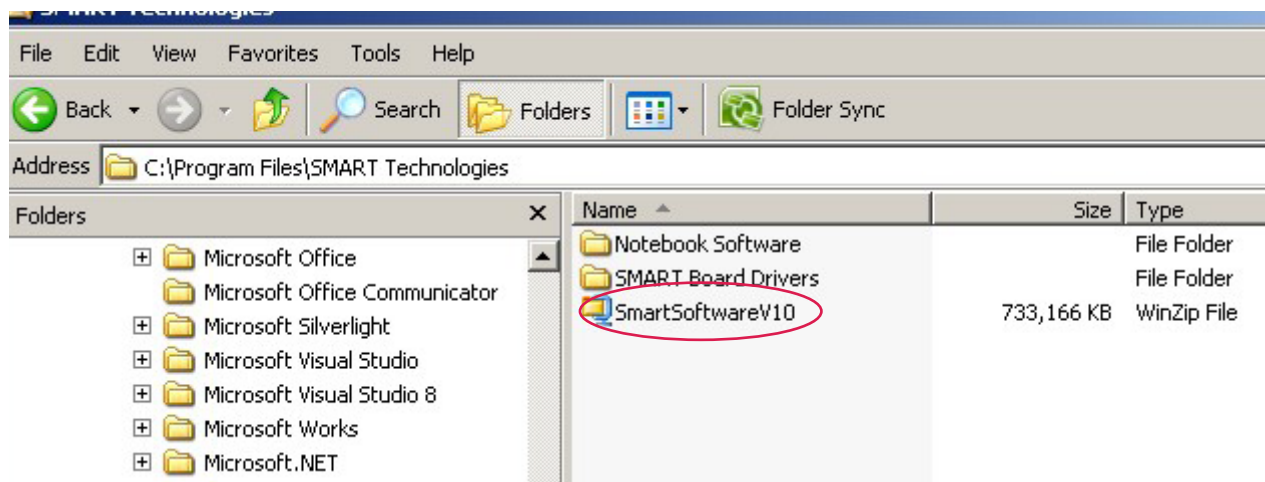 SMART Technologies
File Edit View Favorites Tools Help
Back Search Folders Folder Sync
Address C:\Program Files\SMART Technologies
Folders x Name Size Type
Microsoft Office
Microsoft Office Communicator
Microsoft Silverlight
Microsoft Visual Studio
Microsoft Visual Studio 8
Microsoft Works
Microsoft.NET
Notebook Software File Folder
SMART Board Drivers File Folder
SmartSoftwareV10 733,166 KB WinZip File